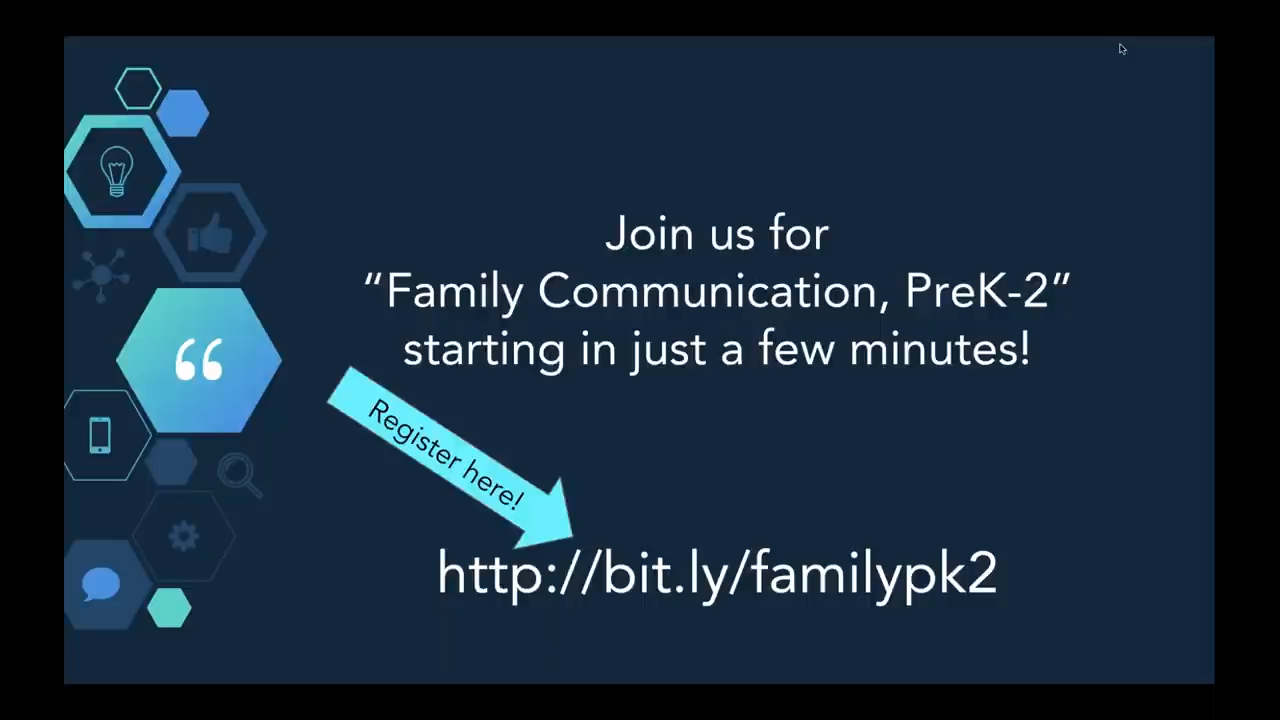 Join us for
“Family Communication, PreK-2”
starting in just a few minutes!
Register here!
http://bit.ly/familypk2